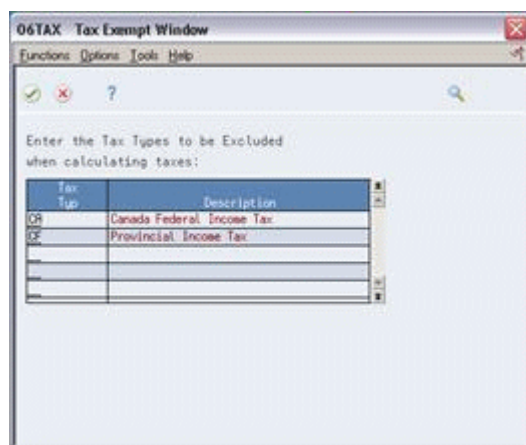 06TAX Tax Exempt Window
Functions Options Tools Help
?
Enter the Tax Types to be Excluded
when calculating taxes:
Tax
Typ Description
CA Canada Federal Income Tax
CF Provincial Income Tax